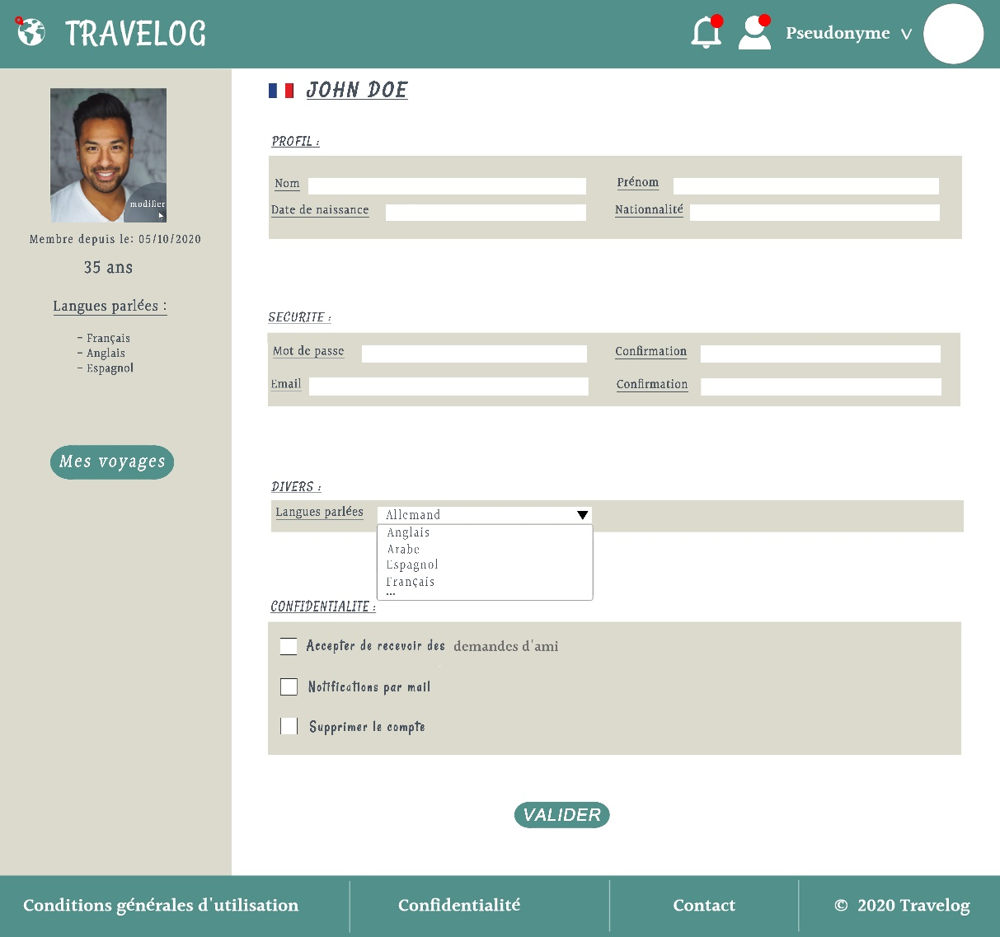 TRAVELOG
Pseudonyme V
JOHN DOE
modifier
Membre depuis le: 05/10/2020
35 ans
Langues parlées :
- Français
- Anglais
- Espagnol
Mes voyages
PROFIL :
Nom
Prénom
Date de naissance
Nationnalité
SECURITE :
Mot de passe
Confirmation
Email
Confirmation
DIVERS :
Langues parlées
Allemand
Anglais
Arabe
Espagnol
Français
...
CONFIDENTIALITE :
Accepter de recevoir des demandes d'ami
Notifications par mail
Supprimer le compte
VALIDER
Conditions générales d'utilisation
Confidentialité
Contact
© 2020 Travelog